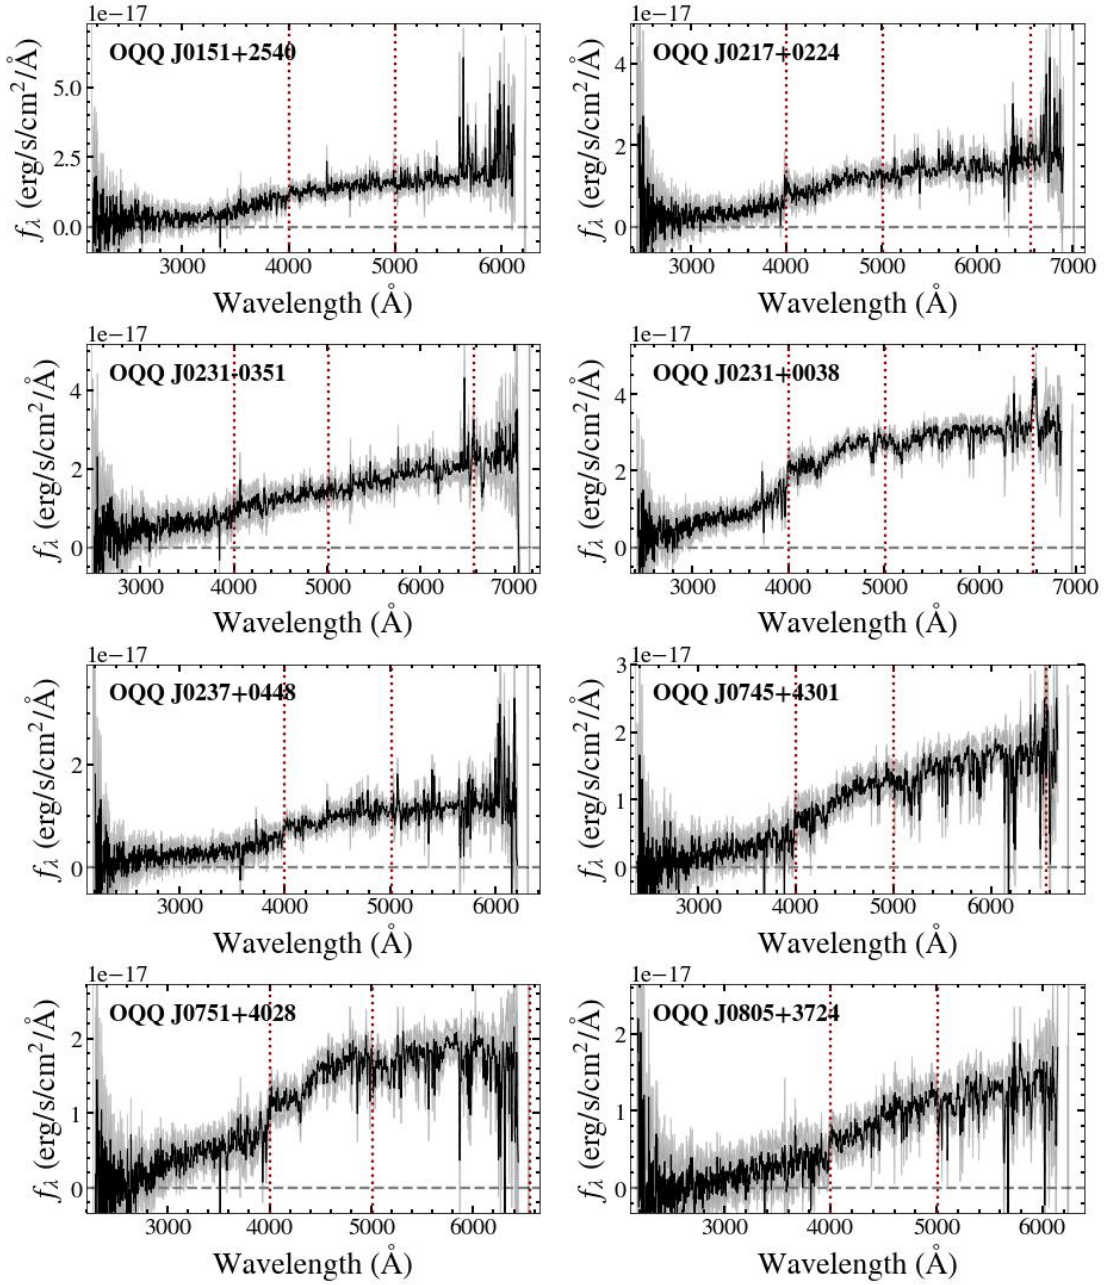 1e−17
OQQ J0151+2540
5.0
2.5
0.0
f_λ (erg/s/cm²/Å)
3000 4000 5000 6000
Wavelength (Å)
1e−17
OQQ J0217+0224
4
2
0
f_λ (erg/s/cm²/Å)
3000 4000 5000 6000 7000
Wavelength (Å)
1e−17
OQQ J0231-0351
4
2
0
f_λ (erg/s/cm²/Å)
3000 4000 5000 6000 7000
Wavelength (Å)
1e−17
OQQ J0231+0038
4
2
0
f_λ (erg/s/cm²/Å)
3000 4000 5000 6000 7000
Wavelength (Å)
1e−17
OQQ J0237+0448
2
0
f_λ (erg/s/cm²/Å)
3000 4000 5000 6000
Wavelength (Å)
1e−17
OQQ J0745+4301
3
2
1
0
f_λ (erg/s/cm²/Å)
3000 4000 5000 6000
Wavelength (Å)
1e−17
OQQ J0751+4028
2
1
0
f_λ (erg/s/cm²/Å)
3000 4000 5000 6000
Wavelength (Å)
1e−17
OQQ J0805+3724
2
1
0
f_λ (erg/s/cm²/Å)
3000 4000 5000 6000
Wavelength (Å)